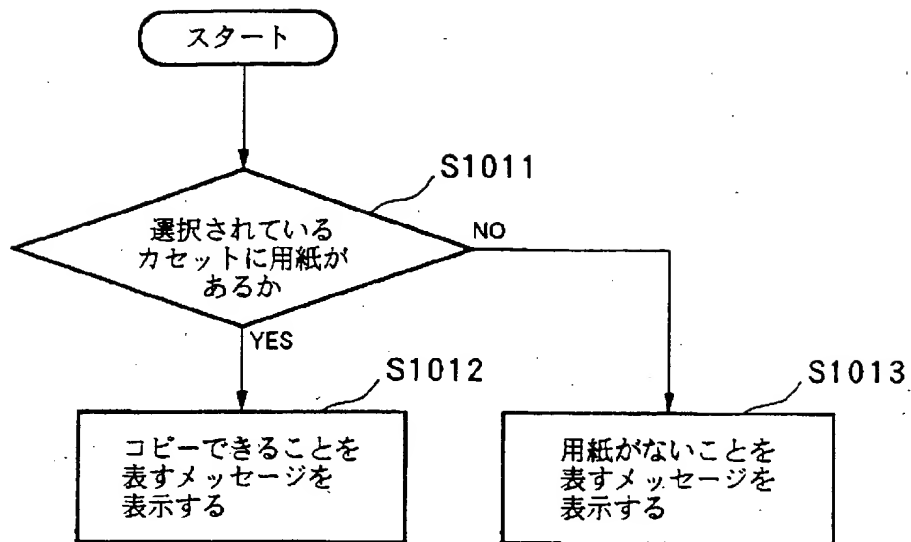 スタート
S1011
選択されている
カセットに用紙が
あるか
NO
YES
S1012
S1013
コピーできることを
表すメッセージを
表示する
用紙がないことを
表すメッセージを
表示する